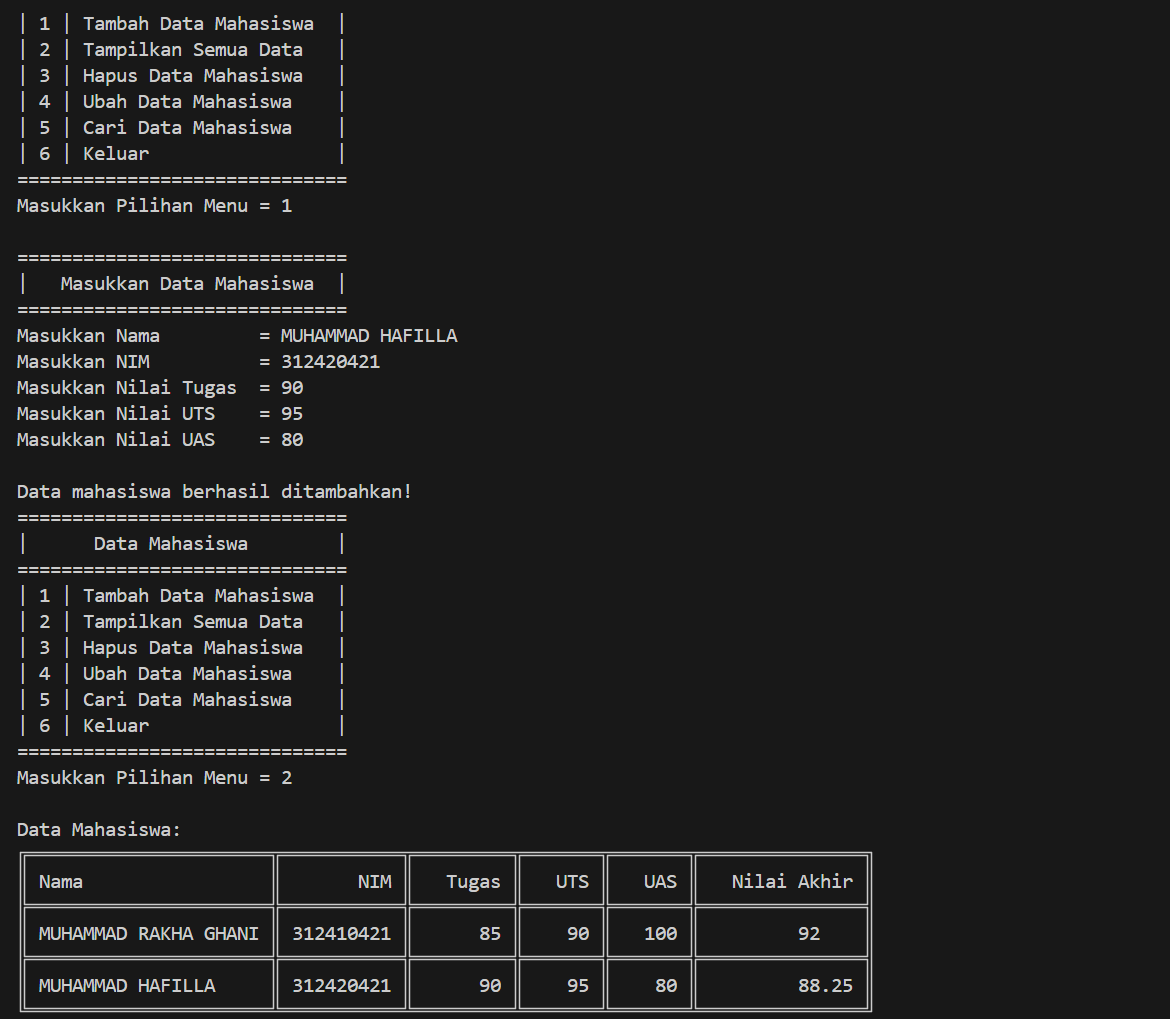 | 1 | Tambah Data Mahasiswa  |
| 2 | Tampilkan Semua Data   |
| 3 | Hapus Data Mahasiswa   |
| 4 | Ubah Data Mahasiswa    |
| 5 | Cari Data Mahasiswa    |
| 6 | Keluar                 |
==============================
Masukkan Pilihan Menu = 1
==============================
|   Masukkan Data Mahasiswa  |
==============================
Masukkan Nama         = MUHAMMAD HAFILLA
Masukkan NIM          = 312420421
Masukkan Nilai Tugas  = 90
Masukkan Nilai UTS    = 95
Masukkan Nilai UAS    = 80
Data mahasiswa berhasil ditambahkan!
==============================
|      Data Mahasiswa        |
==============================
| 1 | Tambah Data Mahasiswa  |
| 2 | Tampilkan Semua Data   |
| 3 | Hapus Data Mahasiswa   |
| 4 | Ubah Data Mahasiswa    |
| 5 | Cari Data Mahasiswa    |
| 6 | Keluar                 |
==============================
Masukkan Pilihan Menu = 2
Data Mahasiswa:
Nama NIM Tugas UTS UAS Nilai Akhir
MUHAMMAD RAKHA GHANI 312410421 85 90 100 92
MUHAMMAD HAFILLA 312420421 90 95 80 88.25